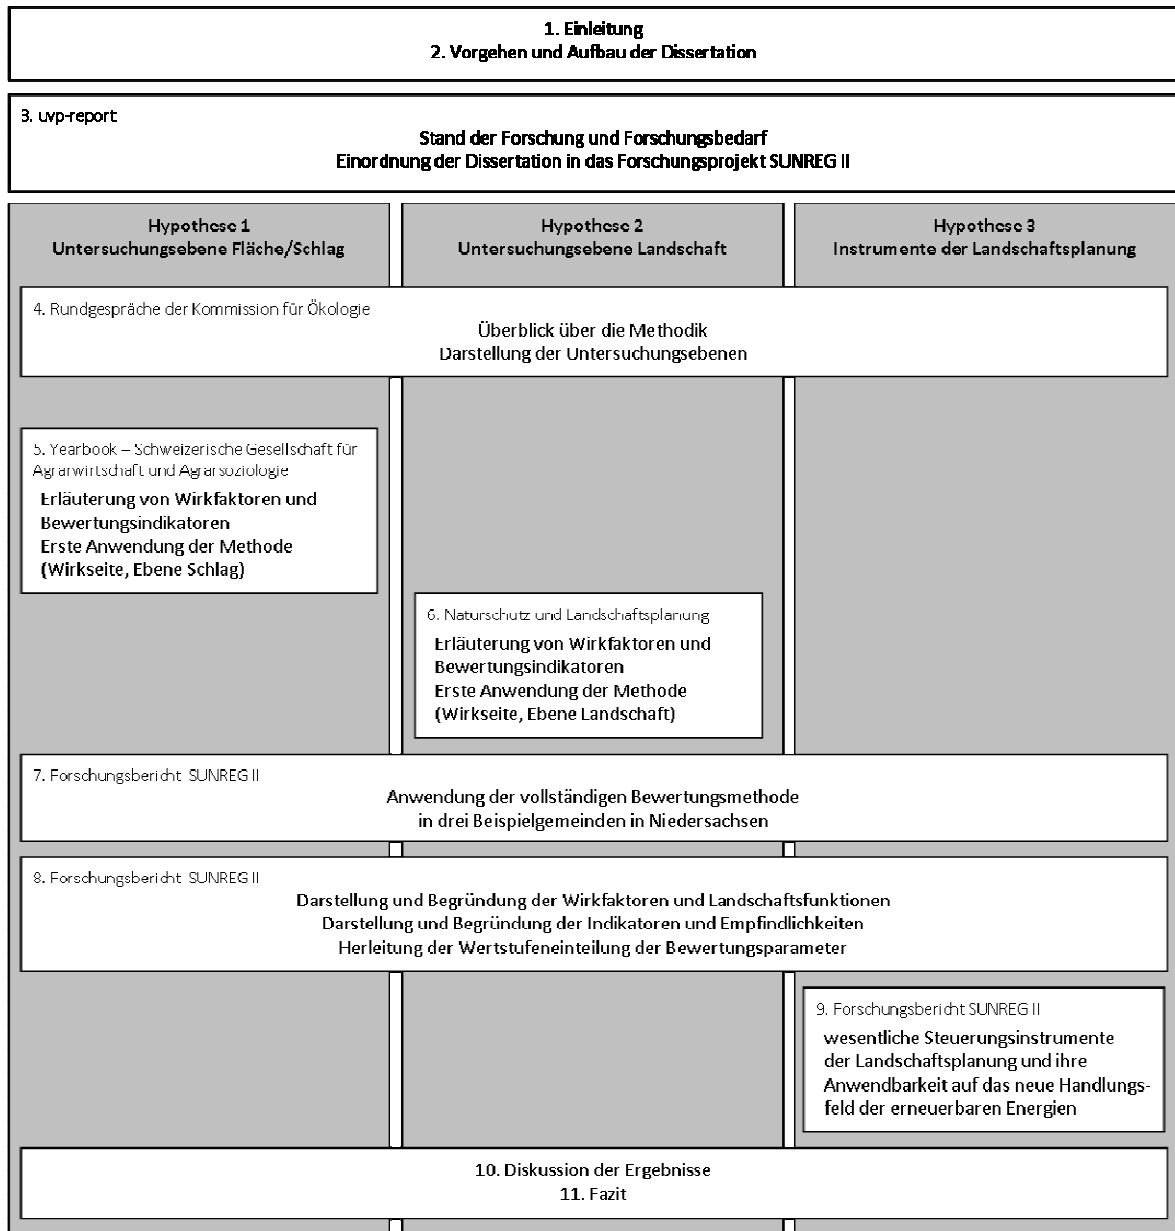 1. Einleitung
2. Vorgehen und Aufbau der Dissertation
3. uvp-report
Stand der Forschung und Forschungsbedarf
Einordnung der Dissertation in das Forschungsprojekt SUNREG II
Hypothese 1
Untersuchungsebene Fläche/Schlag
Hypothese 2
Untersuchungsebene Landschaft
Hypothese 3
Instrumente der Landschaftsplanung
4. Rundgespräche der Kommission für Ökologie
Überblick über die Methodik
Darstellung der Untersuchungsebenen
5. Yearbook – Schweizerische Gesellschaft für
Agrarwirtschaft und Agrarsoziologie
Erläuterung von Wirkfaktoren und
Bewertungsindikatoren
Erste Anwendung der Methode
(Wirkseite, Ebene Schlag)
6. Naturschutz und Landschaftsplanung
Erläuterung von Wirkfaktoren und
Bewertungsindikatoren
Erste Anwendung der Methode
(Wirkseite, Ebene Landschaft)
7. Forschungsbericht SUNREG II
Anwendung der vollständigen Bewertungsmethode
in drei Beispielgemeinden in Niedersachsen
8. Forschungsbericht SUNREG II
Darstellung und Begründung der Wirkfaktoren und Landschaftsfunktionen
Darstellung und Begründung der Indikatoren und Empfindlichkeiten
Herleitung der Wertstufeneinteilung der Bewertungsparameter
9. Forschungsbericht SUNREG II
wesentliche Steuerungsinstrumente
der Landschaftsplanung und ihre
Anwendbarkeit auf das neue Handlungs-
feld der erneuerbaren Energien
10. Diskussion der Ergebnisse
11. Fazit